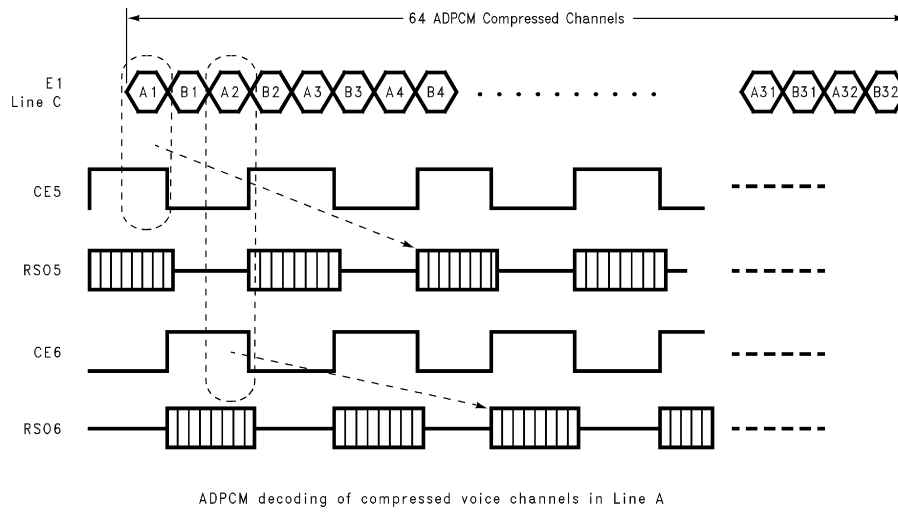 64 ADPCM Compressed Channels
E1
Line C
A1 B1 A2 B2 A3 B3 A4 B4 A31 B31 A32 B32
CE5
RSO5
CE6
RSO6
ADPCM decoding of compressed voice channels in Line A